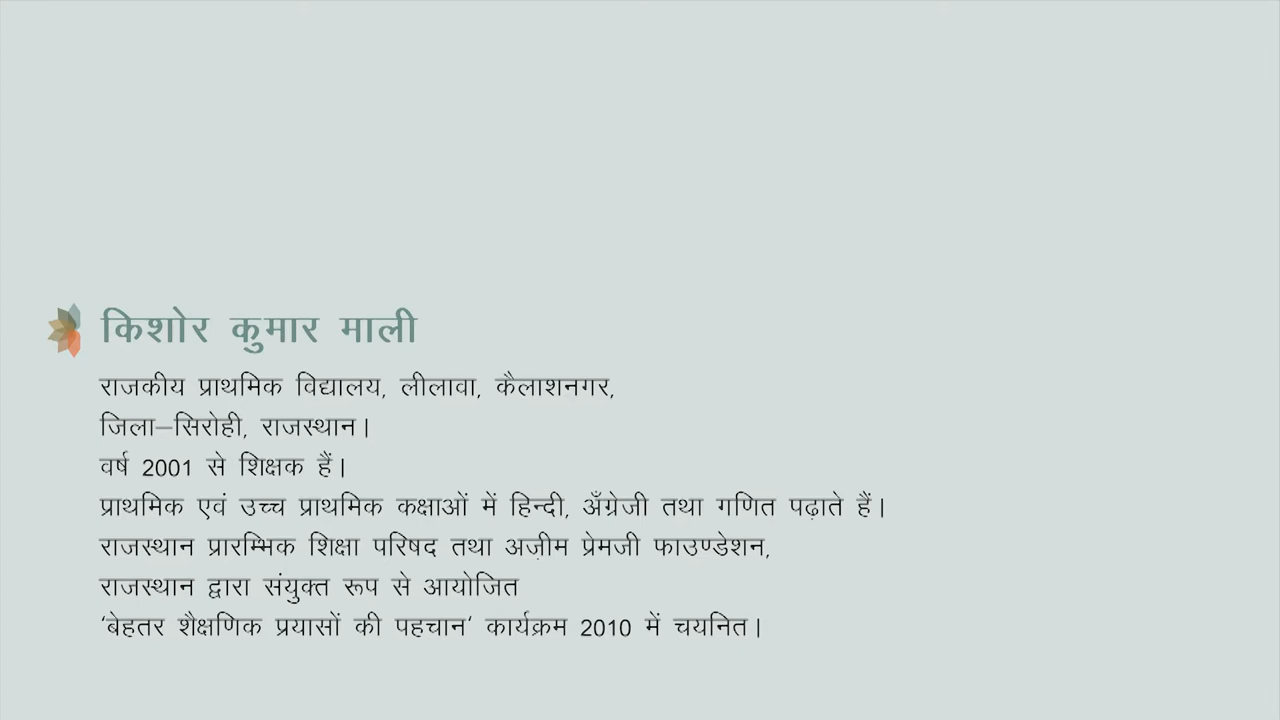 किशोर कुमार माली
राजकीय प्राथमिक विद्यालय, लीलावा, कैलाशनगर,
जिला–सिरोही, राजस्थान।
वर्ष 2001 से शिक्षक हैं।
प्राथमिक एवं उच्च प्राथमिक कक्षाओं में हिन्दी, अँग्रेजी तथा गणित पढ़ाते हैं।
राजस्थान प्रारम्भिक शिक्षा परिषद तथा अज़ीम प्रेमजी फाउण्डेशन,
राजस्थान द्वारा संयुक्त रूप से आयोजित
‘बेहतर शैक्षणिक प्रयासों की पहचान‘ कार्यक्रम 2010 में चयनित।